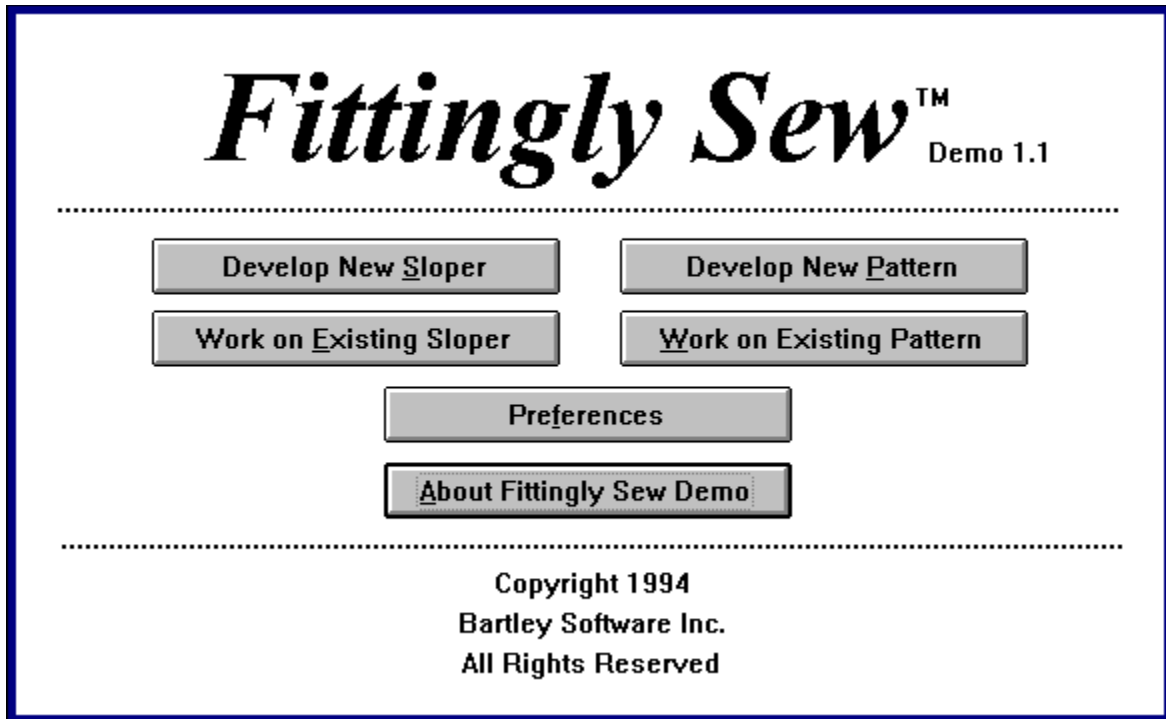 Fittingly Sew™
Demo 1.1
Develop New Sloper
Develop New Pattern
Work on Existing Sloper
Work on Existing Pattern
Preferences
About Fittingly Sew Demo
Copyright 1994
Bartley Software Inc.
All Rights Reserved